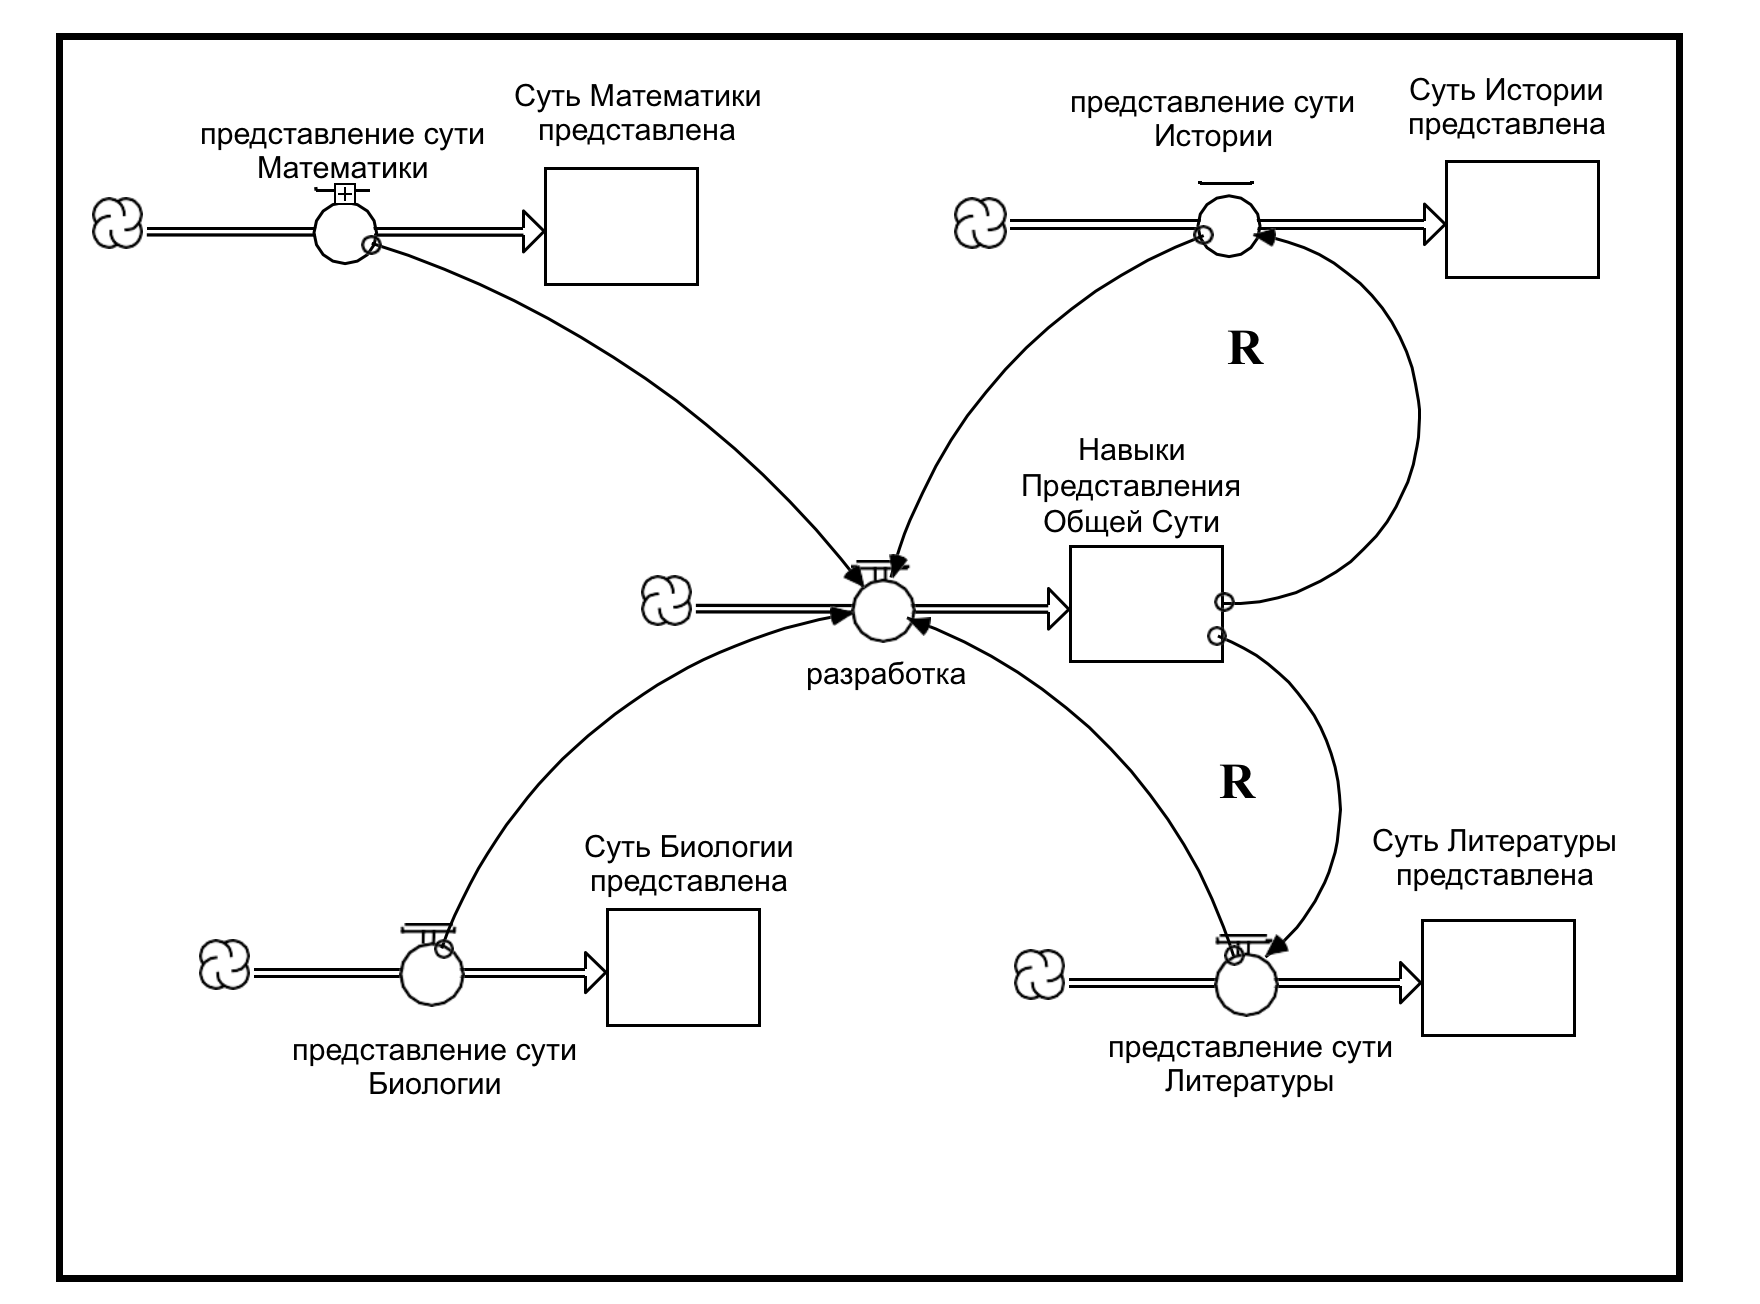 представление сути
Математики
Суть Математики
представлена
представление сути
Истории
Суть Истории
представлена
R
Навыки
Представления
Общей Сути
разработка
R
Суть Биологии
представлена
представление сути
Биологии
Суть Литературы
представлена
представление сути
Литературы